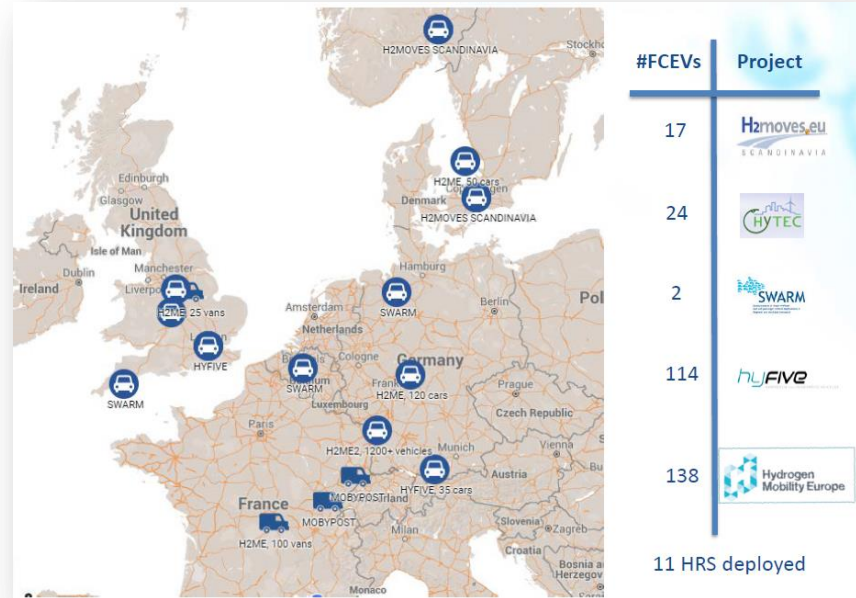 H2MOVES SCANDINAVIA
Stockho
Edinburgh
Glasgow
United
Kingdom
Isle of Man
Dublin
Ireland
Manchester
Liverpo
H2ME, 25 vans
HYFIVE
SWARM
H2ME, 50 cars
Denmark
H2MOVES SCANDINAVIA
Hamburg
Amsterdam
Netherlands
SWARM
Berlin
Pol
Cologne
Germany
SWARM
H2ME, 120 cars
Luxembourg
Prague
Czech Republic
Paris
H2ME2, 1200+ vehicles
Munich
Vienna
Austria
HYFIVE, 35 cars
MOBYPOST
MOBYPOST
France
H2ME, 100 vans
Milan
Slovenia
Zagreb
Croatia
Bosnia a
Herzegov
Monaco
#FCEVs Project
17 H2moves.eu
SCANDINAVIA
24 HYTEC
2 SWARM
114 hyFIVE
138 Hydrogen
Mobility Europe
11 HRS deployed